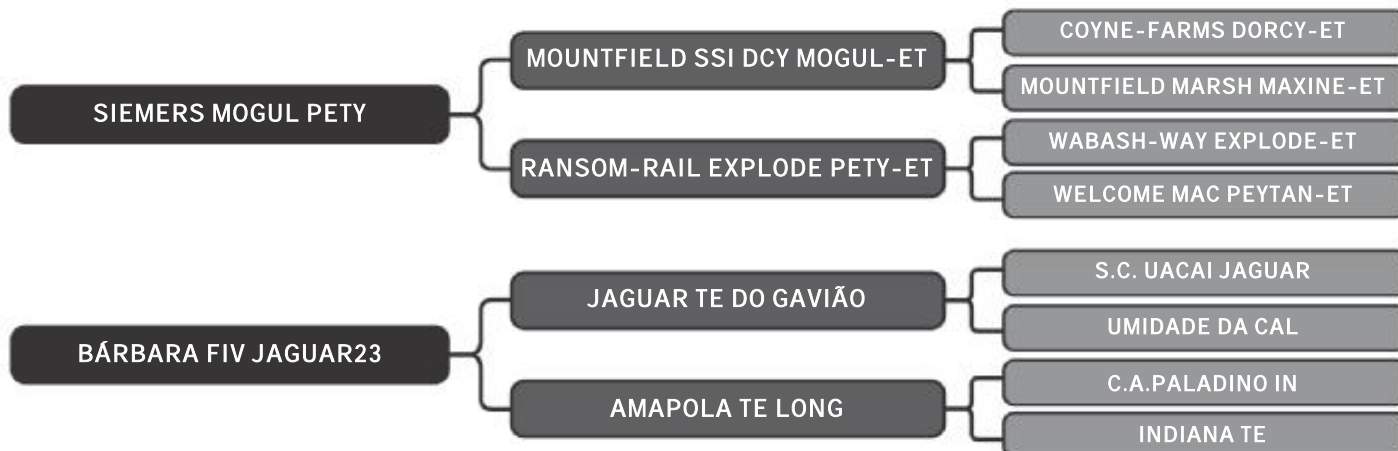 COYNE-FARMS DORCY-ET
MOUNTFIELD SSI DCY MOGUL-ET
MOUNTFIELD MARSH MAXINE-ET
SIEMERS MOGUL PETY
WABASH-WAY EXPLODE-ET
RANSOM-RAIL EXPLODE PETY-ET
WELCOME MAC PEYTAN-ET
S.C. UACAI JAGUAR
JAGUAR TE DO GAVIÃO
UMIDADE DA CAL
BÁRBARA FIV JAGUAR23
C.A.PALADINO IN
AMAPOLA TE LONG
INDIANA TE